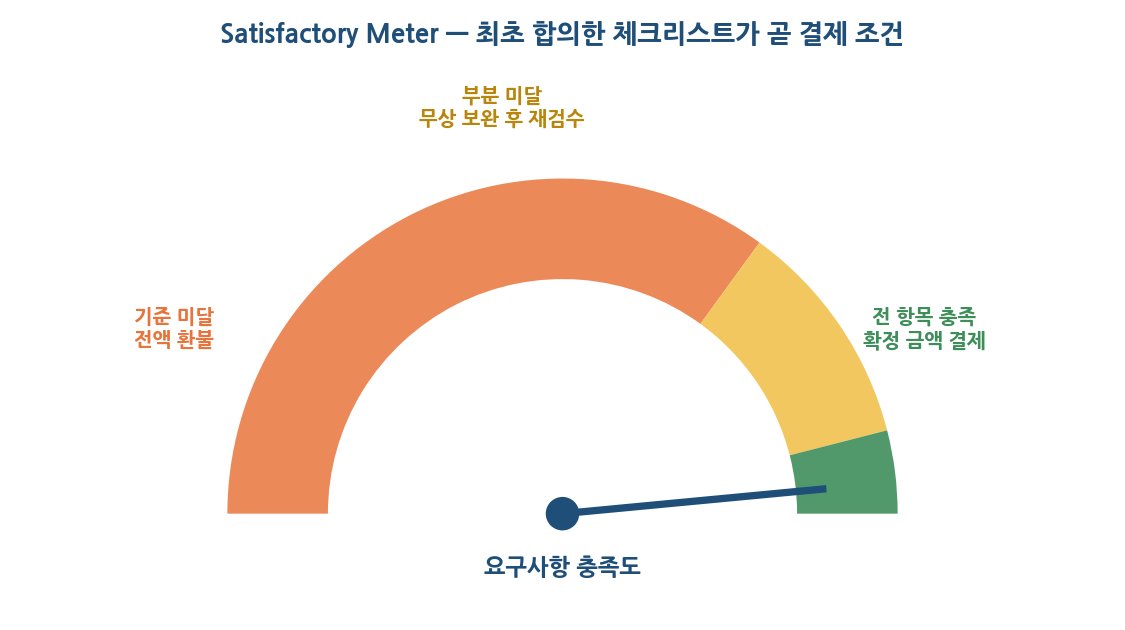 Satisfactory Meter — 최초 합의한 체크리스트가 곧 결제 조건
부분 미달
무상 보완 후 재검수
기준 미달
전액 환불
전 항목 충족
확정 금액 결제
요구사항 충족도